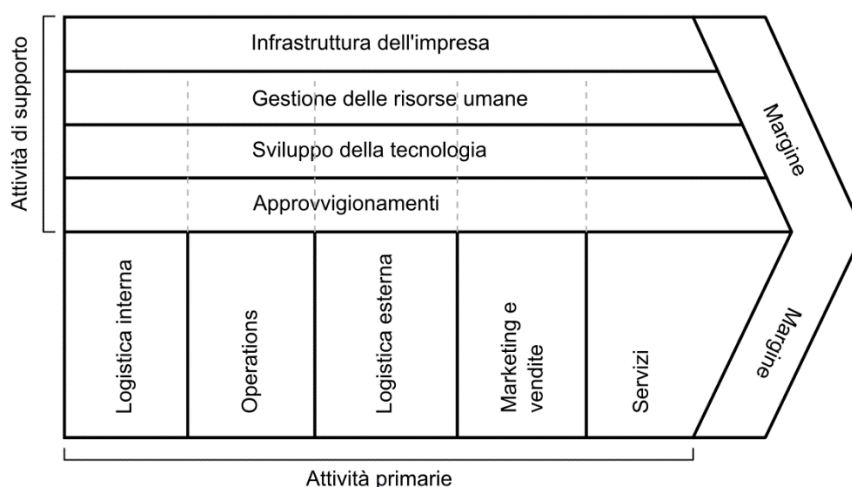 Attività di supporto
Infrastruttura dell'impresa
Gestione delle risorse umane
Sviluppo della tecnologia
Approvvigionamenti
Margine
Logistica interna
Operations
Logistica esterna
Marketing e
vendite
Servizi
Margine
Attività primarie